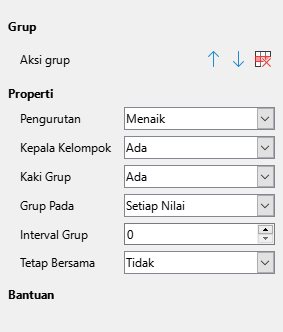 Grup
Aksi grup
Properti
Pengurutan Menaik
Kepala Kelompok Ada
Kaki Grup Ada
Grup Pada Setiap Nilai
Interval Grup 0
Tetap Bersama Tidak
Bantuan